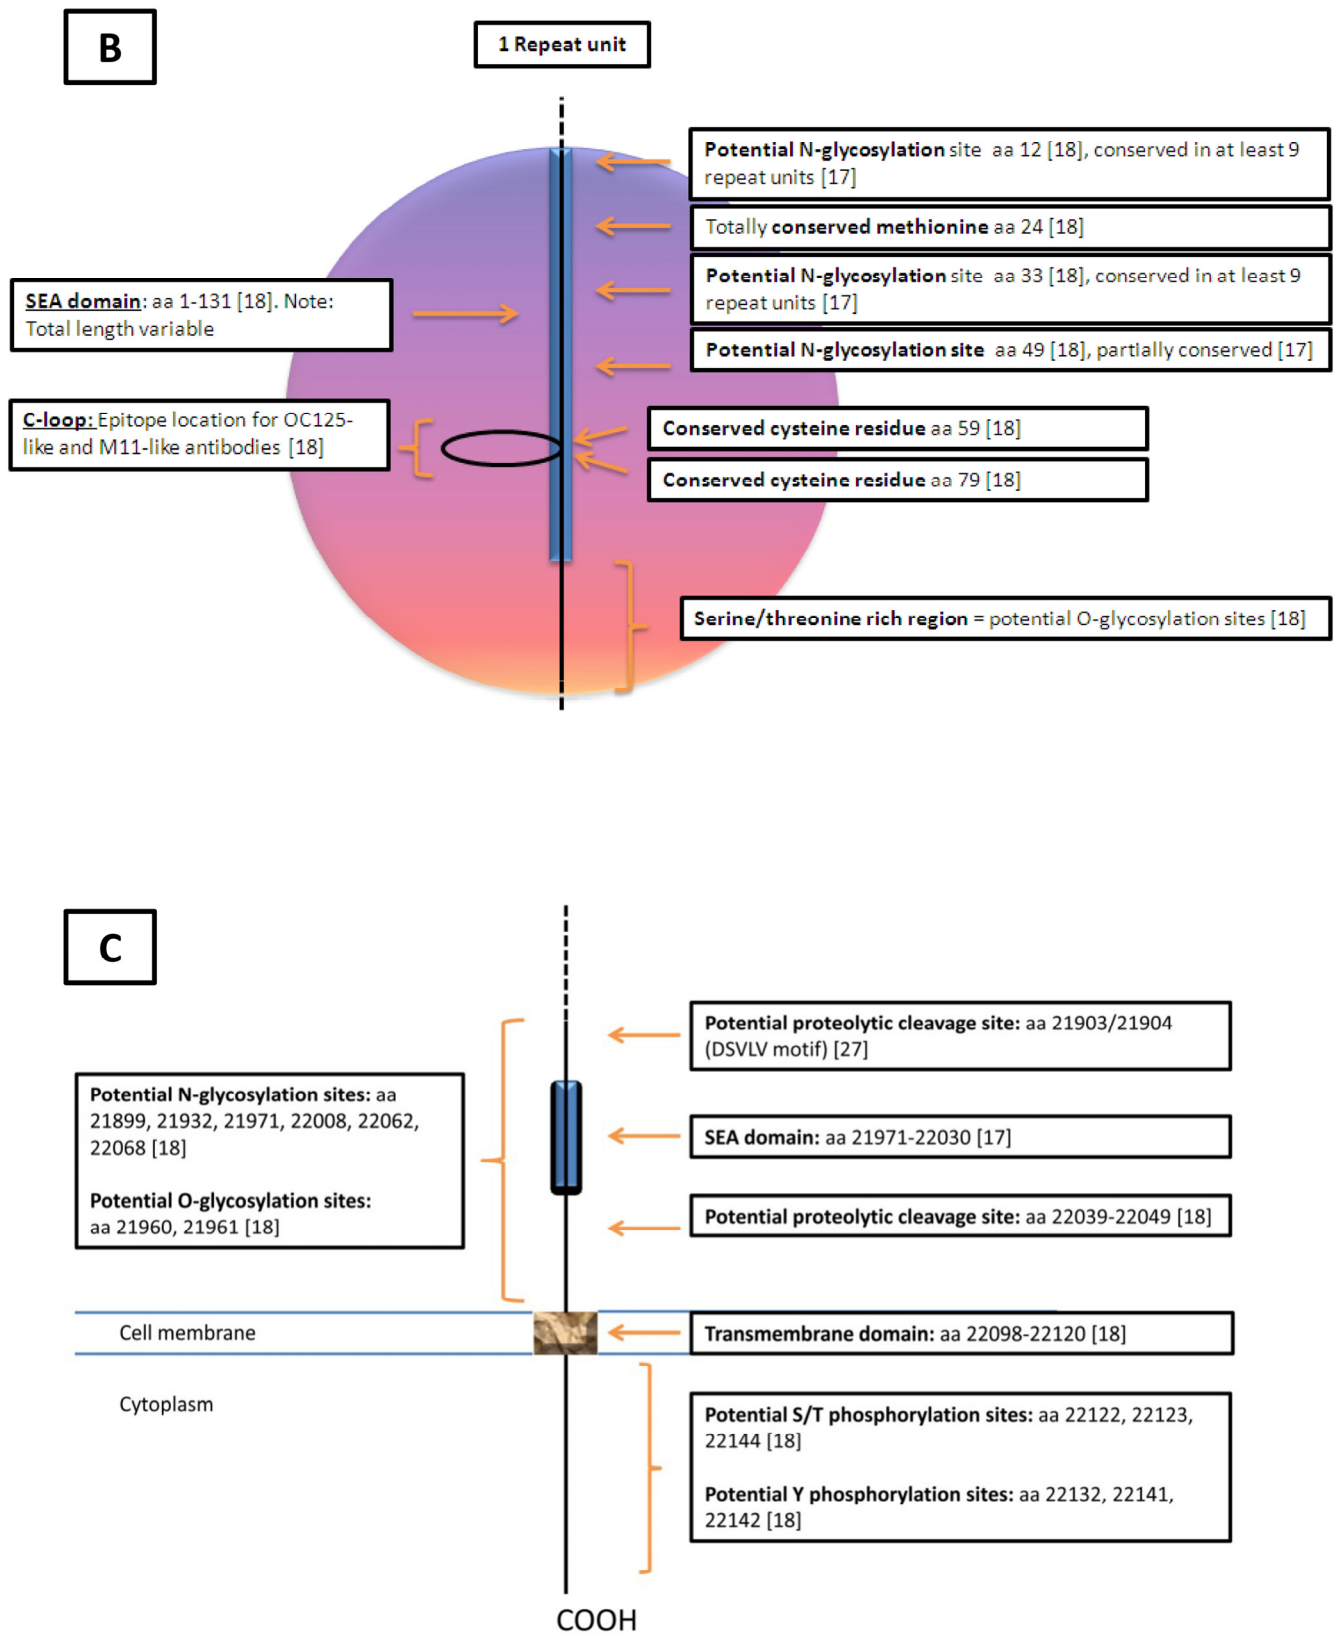 B
1 Repeat unit
Potential N-glycosylation site aa 12 [18], conserved in at least 9
repeat units [17]
Totally conserved methionine aa 24 [18]
Potential N-glycosylation site aa 33 [18], conserved in at least 9
repeat units [17]
SEA domain: aa 1-131 [18]. Note:
Total length variable
Potential N-glycosylation site aa 49 [18], partially conserved [17]
C-loop: Epitope location for OC125-
like and M11-like antibodies [18]
Conserved cysteine residue aa 59 [18]
Conserved cysteine residue aa 79 [18]
Serine/threonine rich region = potential O-glycosylation sites [18]
C
Potential proteolytic cleavage site: aa 21903/21904
(DSVLV motif) [27]
Potential N-glycosylation sites: aa
21899, 21932, 21971, 22008, 22062,
22068 [18]
Potential O-glycosylation sites:
aa 21960, 21961 [18]
SEA domain: aa 21971-22030 [17]
Potential proteolytic cleavage site: aa 22039-22049 [18]
Cell membrane
Transmembrane domain: aa 22098-22120 [18]
Cytoplasm
Potential S/T phosphorylation sites: aa 22122, 22123,
22144 [18]
Potential Y phosphorylation sites: aa 22132, 22141,
22142 [18]
COOH